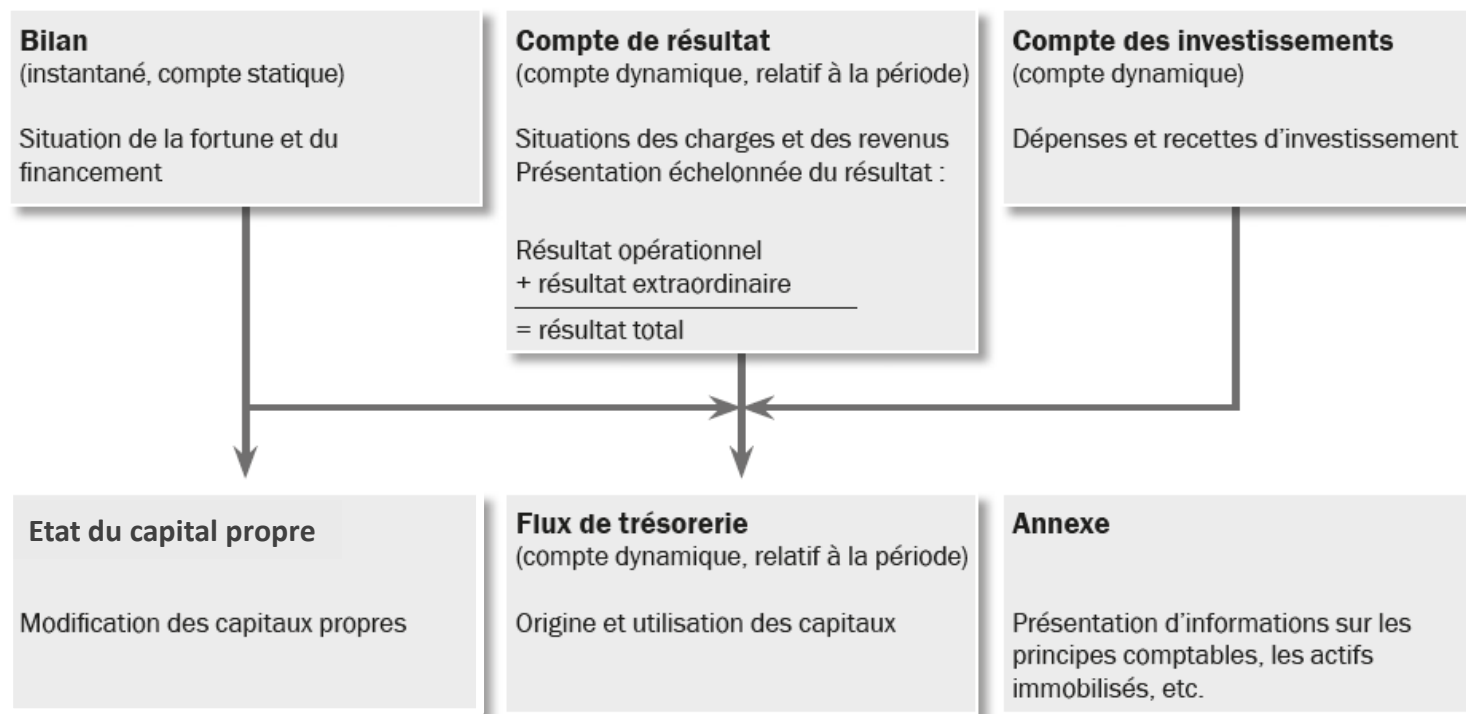 Bilan
(instantané, compte statique)
Situation de la fortune et du
financement
Compte de résultat
(compte dynamique, relatif à la période)
Situations des charges et des revenus
Présentation échelonnée du résultat :
Résultat opérationnel
+ résultat extraordinaire
= résultat total
Compte des investissements
(compte dynamique)
Dépenses et recettes d'investissement
Etat du capital propre
Modification des capitaux propres
Flux de trésorerie
(compte dynamique, relatif à la période)
Origine et utilisation des capitaux
Annexe
Présentation d'informations sur les
principes comptables, les actifs
immobilisés, etc.